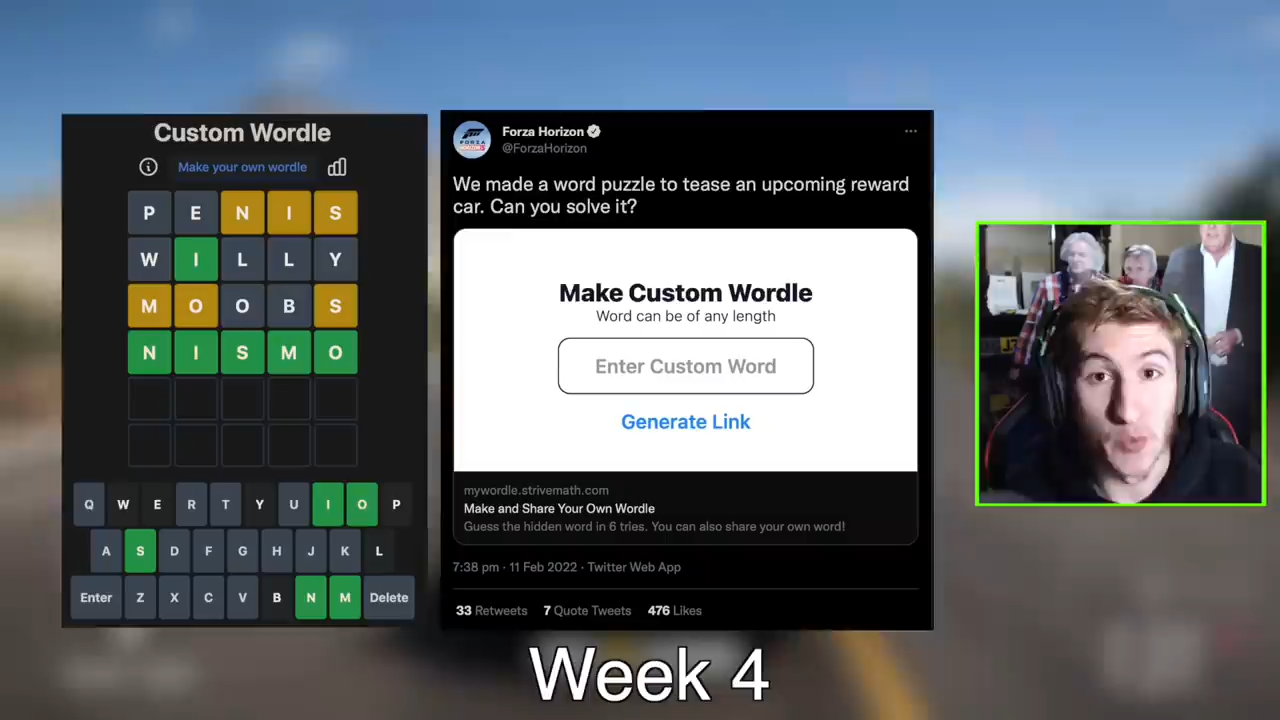 Custom Wordle
Make your own wordle
P E N I S
W I L L Y
M O O B S
N I S M O
Q W E R T Y U I O P
A S D F G H J K L
Enter Z X C V B N M Delete
Forza Horizon
@ForzaHorizon
We made a word puzzle to tease an upcoming reward
car. Can you solve it?
Make Custom Wordle
Word can be of any length
Enter Custom Word
Generate Link
mywordle.strivemath.com
Make and Share Your Own Wordle
Guess the hidden word in 6 tries. You can also share your own word!
7:38 pm · 11 Feb 2022 · Twitter Web App
33 Retweets 7 Quote Tweets 476 Likes
Week 4